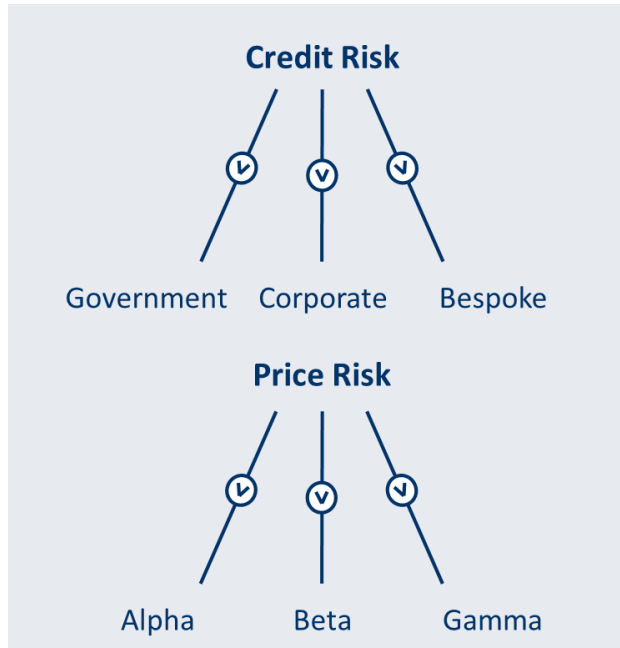 Credit Risk
Government Corporate Bespoke
Price Risk
Alpha Beta Gamma